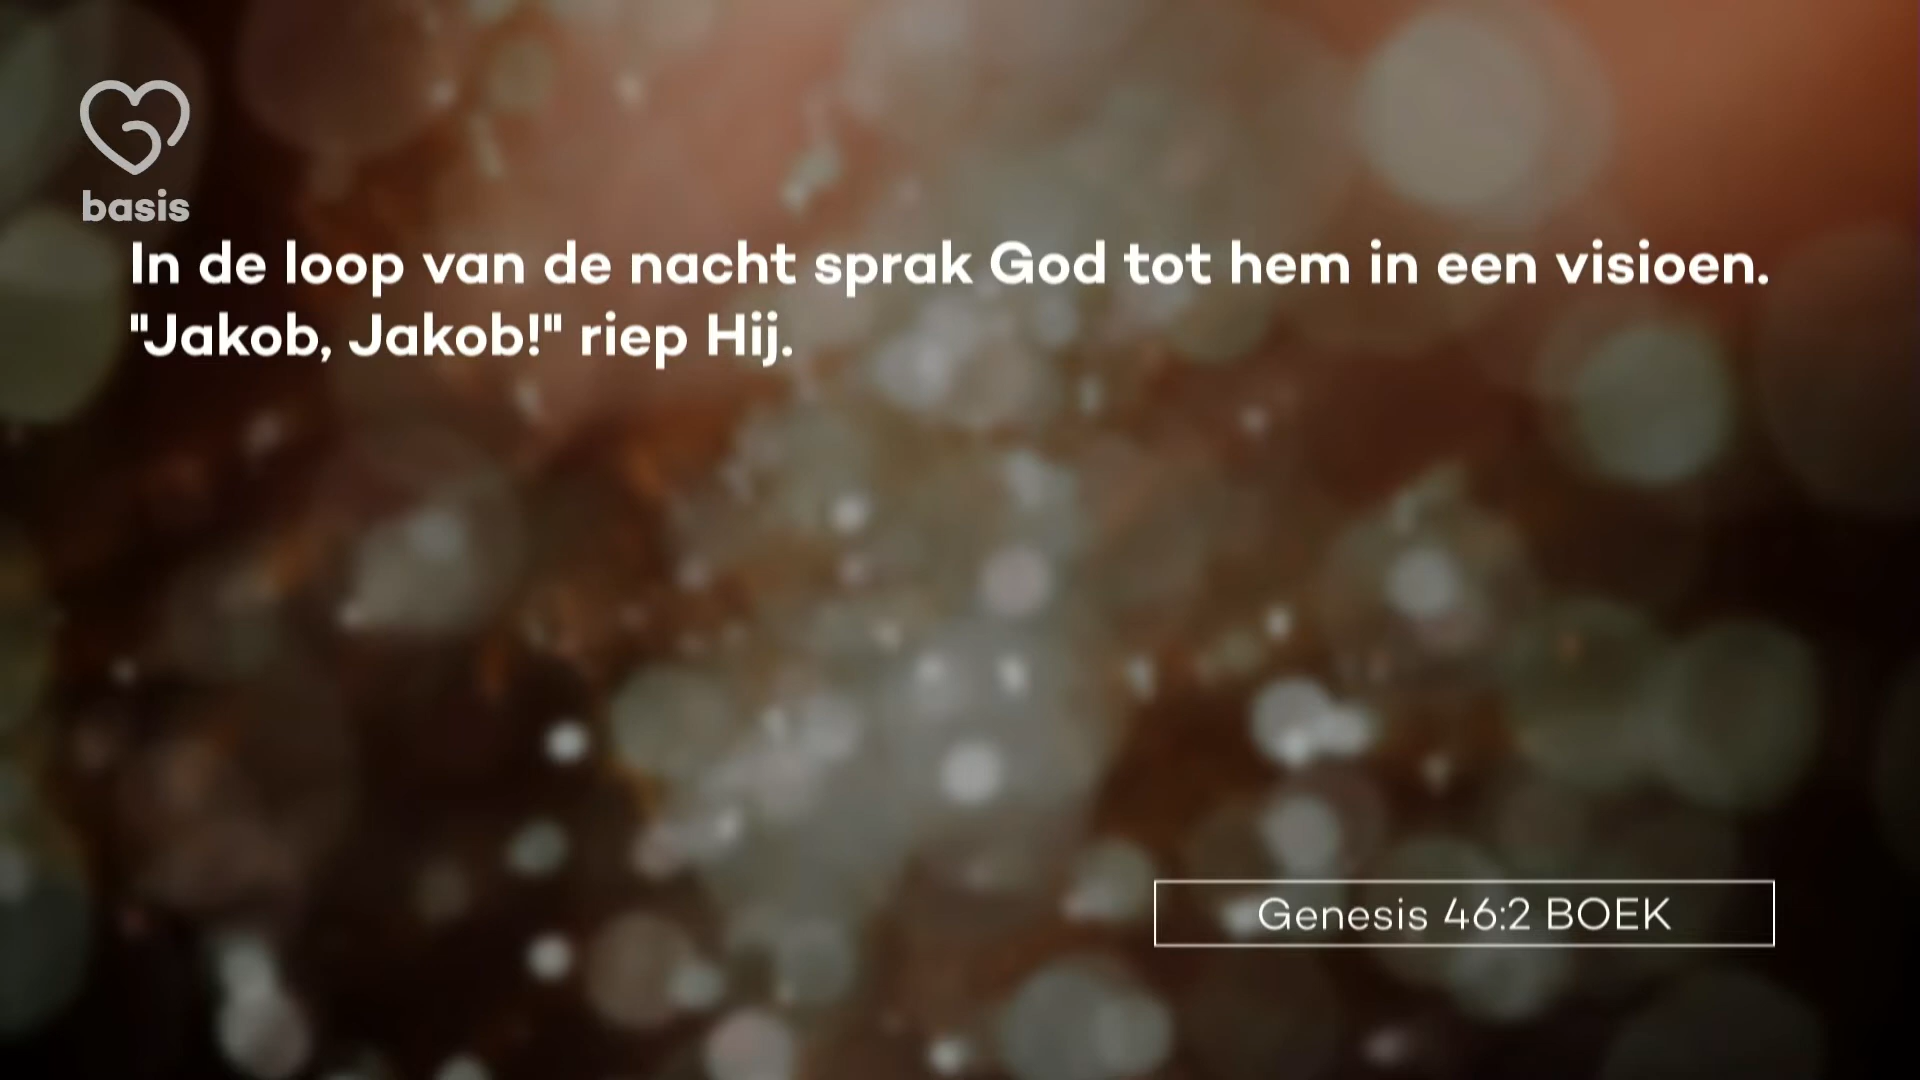 basis
In de loop van de nacht sprak God tot hem in een visioen.
"Jakob, Jakob!" riep Hij.
Genesis 46:2 BOEK